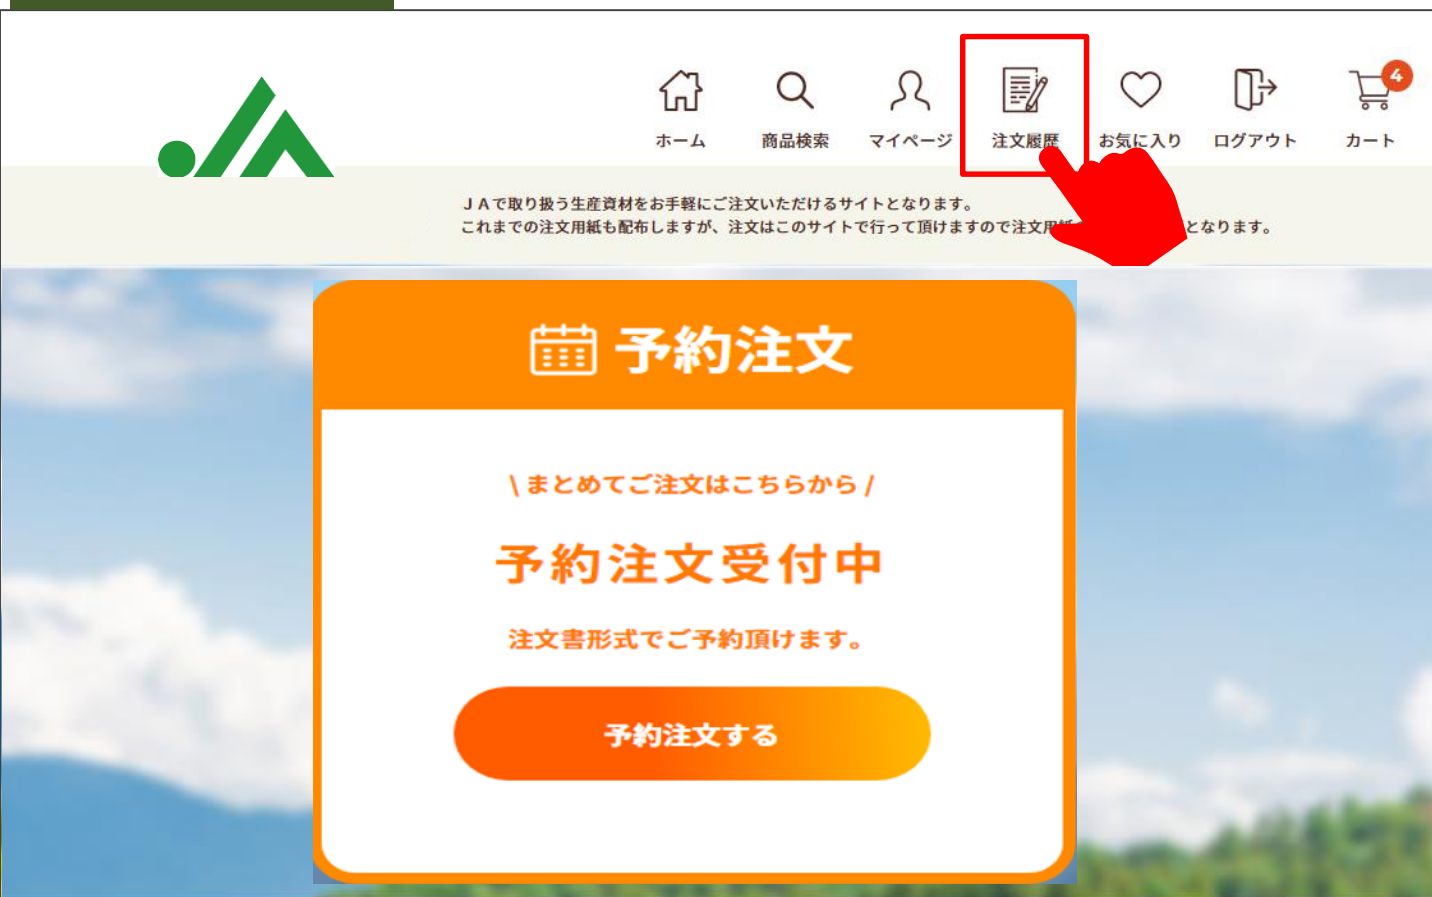 4
ホーム 商品検索 マイページ 注文履歴 お気に入り ログアウト カート
ＪＡで取り扱う生産資材をお手軽にご注文いただけるサイトとなります。
これまでの注文用紙も配布しますが、注文はこのサイトで行って頂けますので注文用紙 となります。
予約注文
\ まとめてご注文はこちらから /
予約注文受付中
注文書形式でご予約頂けます。
予約注文する